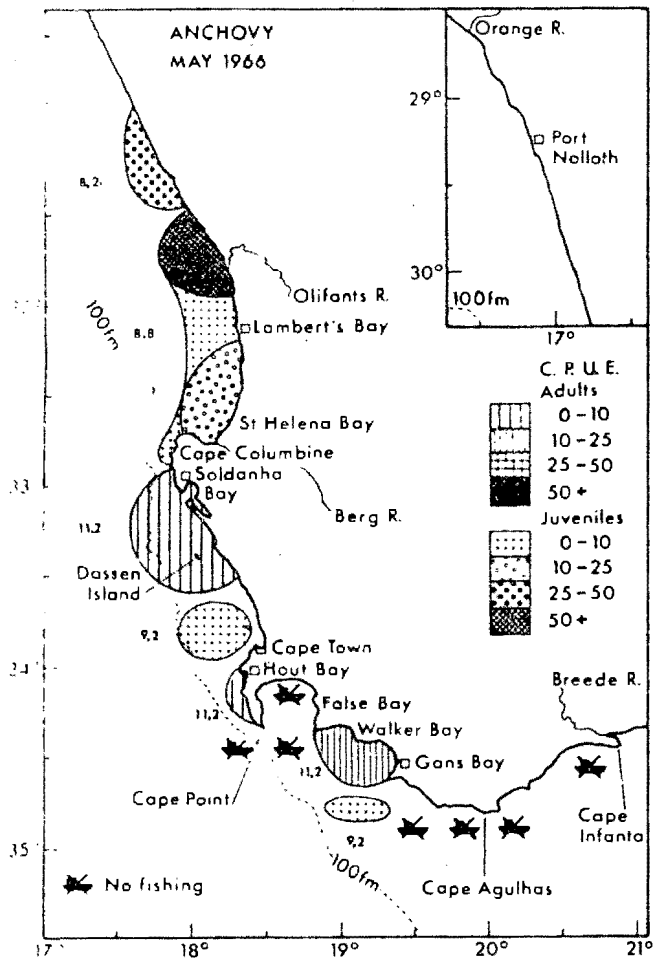 ANCHOVY
MAY 1966
Orange R.
29°
Port
Nolloth
30°
100fm
17°
8,2
Olifants R.
100fm
8.8
Lambert's Bay
C. P. U. E.
Adults
0-10
10-25
25-50
50+
Juveniles
0-10
10-25
25-50
50+
St Helena Bay
Cape Columbine
Soldanha
Bay
Berg R.
11,2
Dassen
Island
9,2
Cape Town
Hout Bay
False Bay
Breede R.
11,2
Walker Bay
Gans Bay
11,2
Cape Point
Cape
Infanta
9,2
100fm
No fishing
Cape Agulhas
17
18°
19°
20°
21°